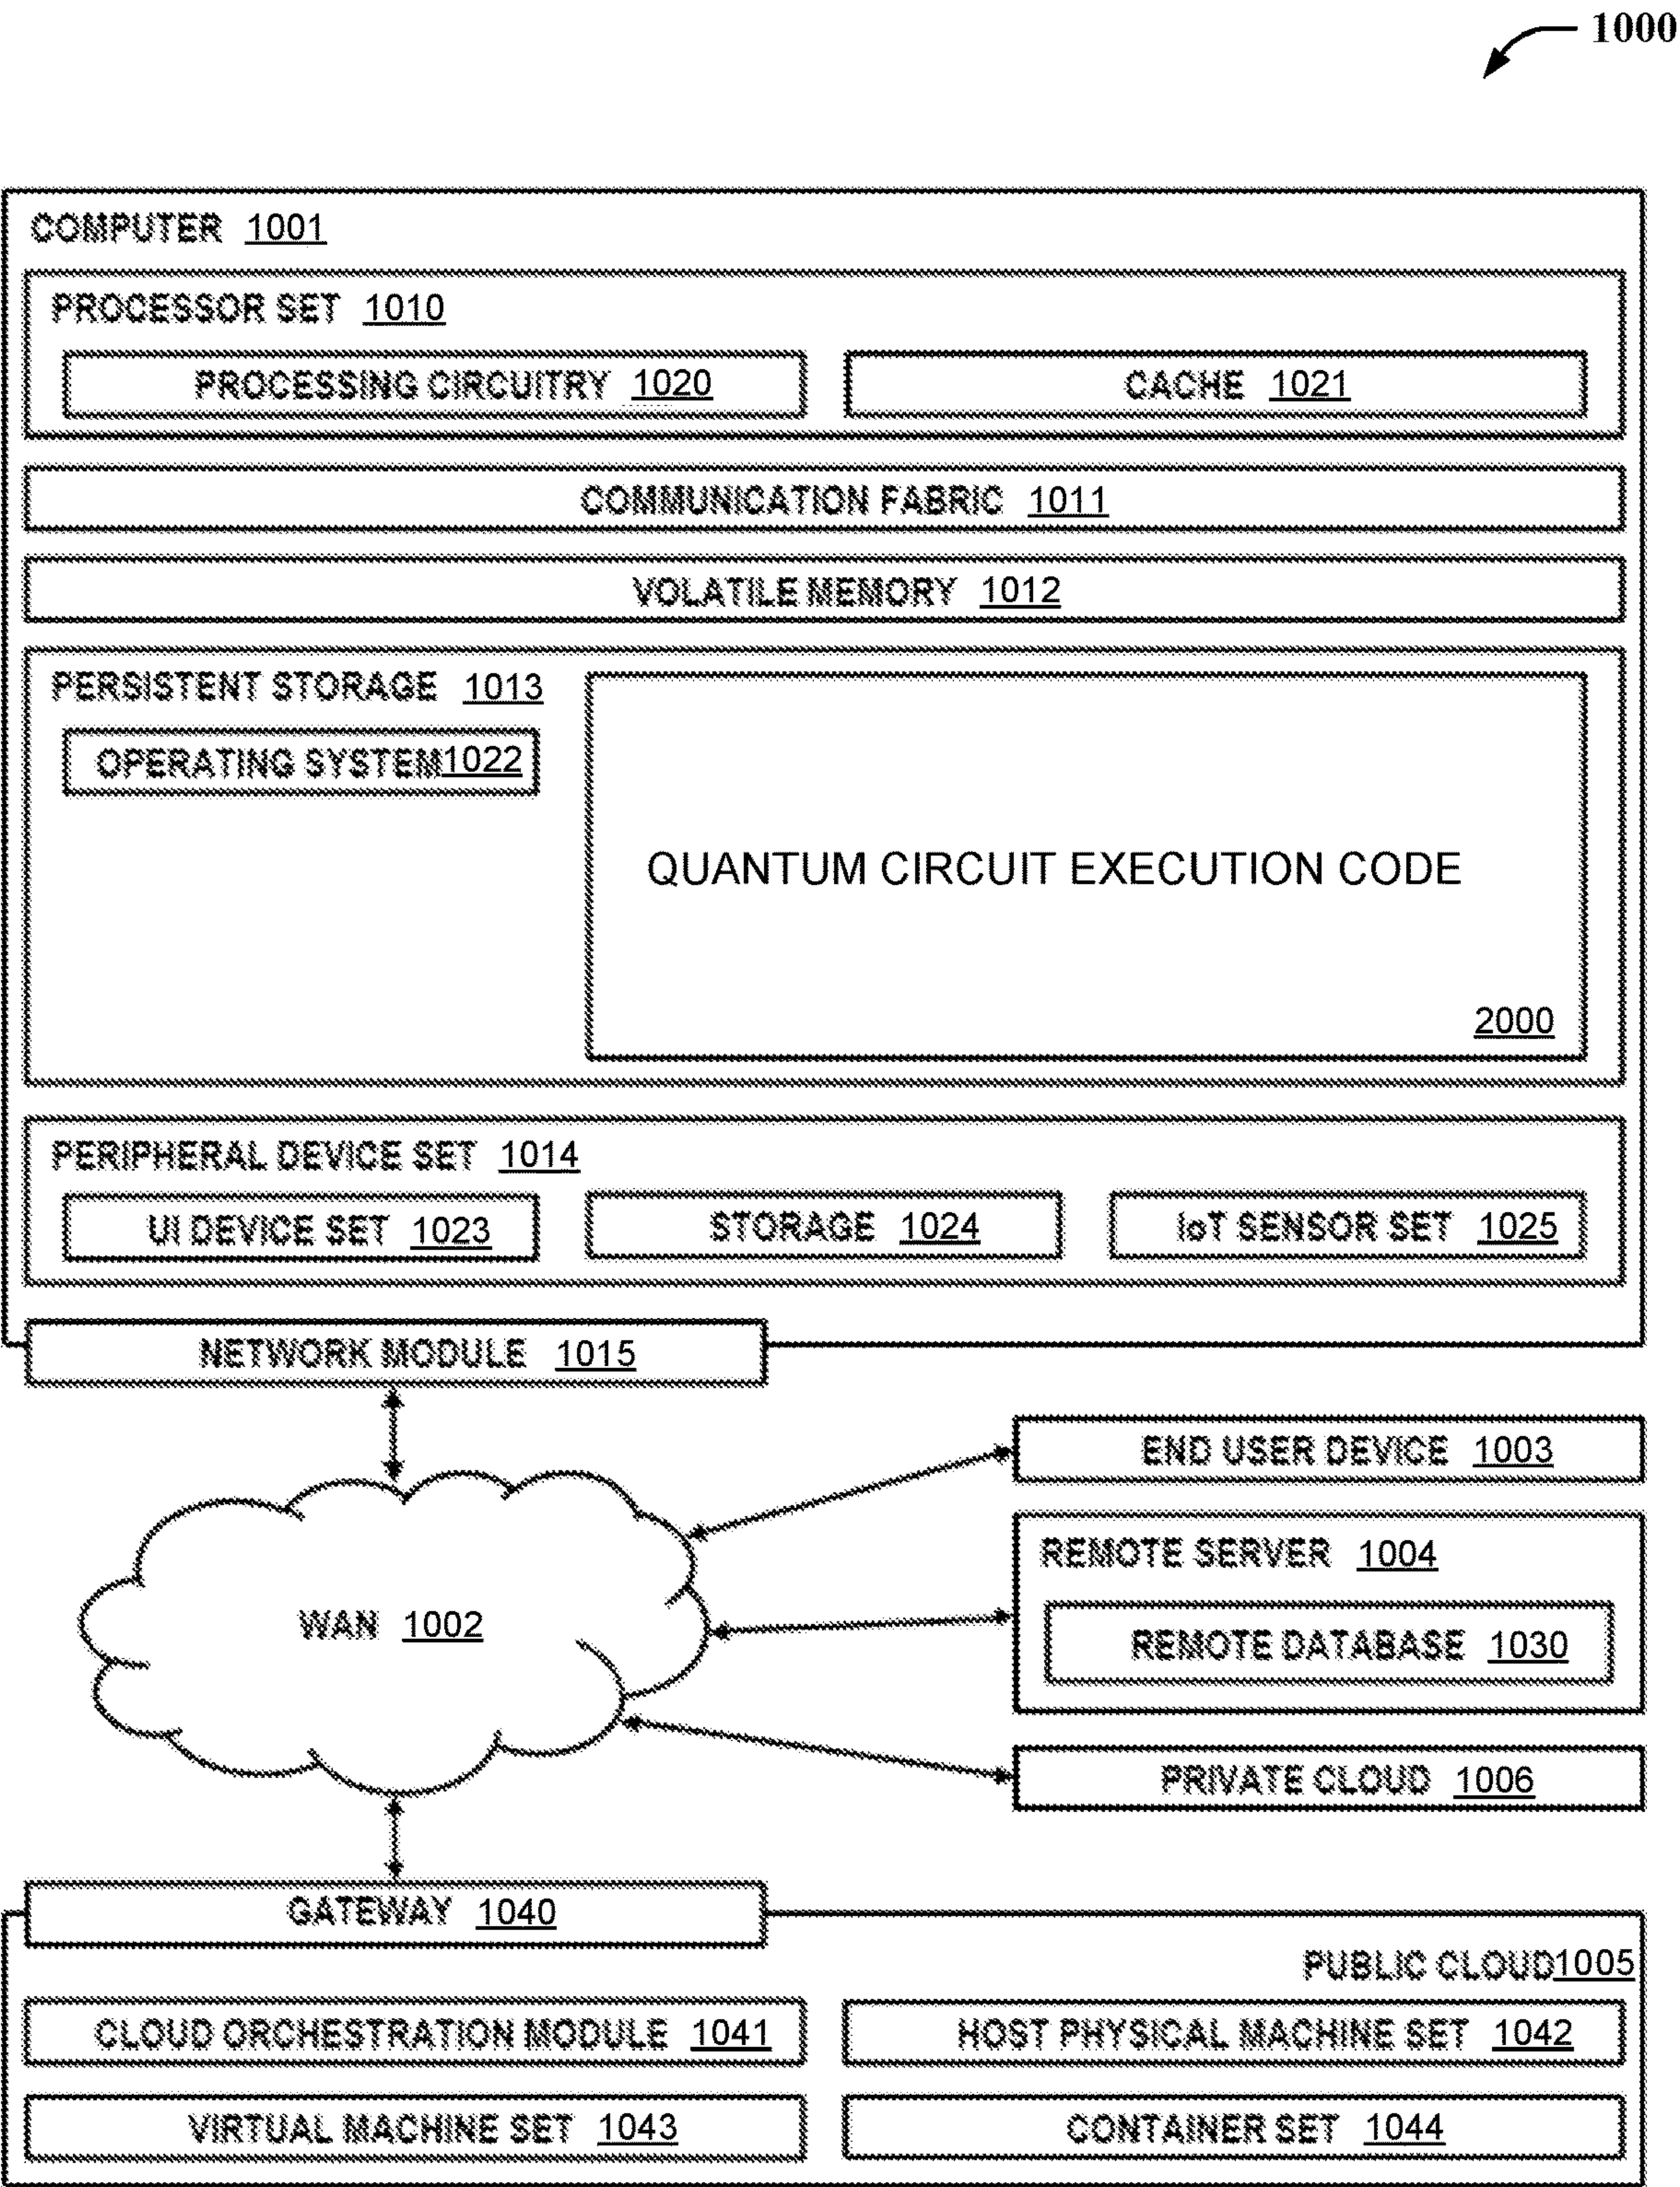 1000
COMPUTER 1001
PROCESSOR SET 1010
PROCESSING CIRCUITRY 1020
CACHE 1021
COMMUNICATION FABRIC 1011
VOLATILE MEMORY 1012
PERSISTENT STORAGE 1013
OPERATING SYSTEM 1022
QUANTUM CIRCUIT EXECUTION CODE
2000
PERIPHERAL DEVICE SET 1014
UI DEVICE SET 1023
STORAGE 1024
IoT SENSOR SET 1025
NETWORK MODULE 1015
END USER DEVICE 1003
REMOTE SERVER 1004
WAN 1002
REMOTE DATABASE 1030
PRIVATE CLOUD 1006
GATEWAY 1040
PUBLIC CLOUD 1005
CLOUD ORCHESTRATION MODULE 1041
HOST PHYSICAL MACHINE SET 1042
VIRTUAL MACHINE SET 1043
CONTAINER SET 1044